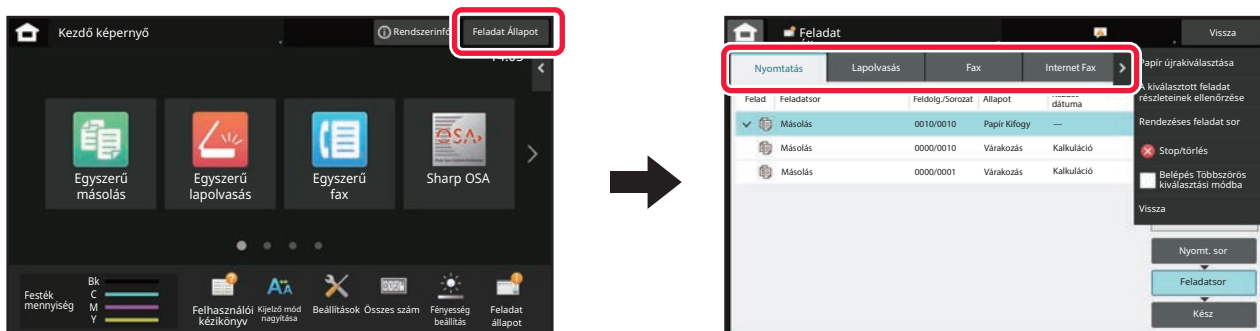 Kezdő képernyő
Rendszerinfó
Feladat Állapot
Egyszerű
másolás
Egyszerű
lapolvasás
Egyszerű
fax
Sharp OSA
Festék
mennyiség
Bk
C
M
Y
Felhasználói
kézikönyv
Kijelző mód
nagyítása
Beállítások
Összes szám
Fényesség
beállítás
Feladat
állapot
Feladat
Vissza
Nyomtatás
Lapolvasás
Fax
Internet Fax
Felad
Feladatsor
Feldolg./Sorozat
Állapot
dátuma
Másolás 0010/0010 Papír Kifogy ---
Másolás 0000/0010 Várakozás Kalkuláció
Másolás 0000/0001 Várakozás Kalkuláció
Papír újrakiválasztása
A kiválasztott feladat
részleteinek ellenőrzése
Rendezéses feladat sor
Stop/törlés
Belépés Többszörös
kiválasztási módba
Vissza
Nyomt. sor
Feladatsor
Kész